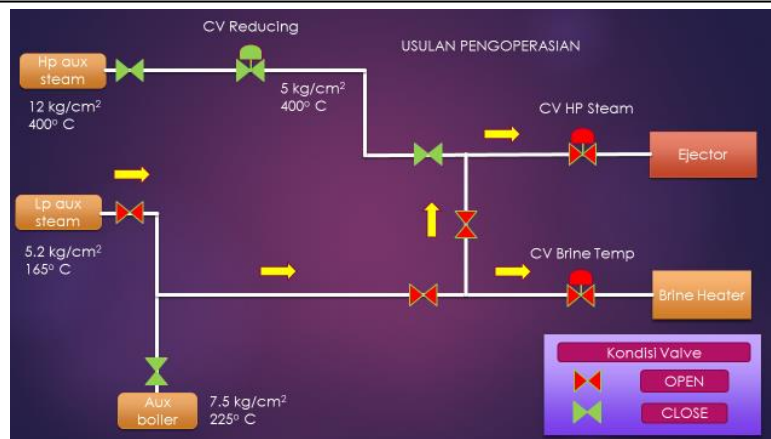 CV Reducing
USULAN PENGOPERASIAN
Hp aux
steam
12 kg/cm²
400° C
5 kg/cm²
400° C
CV HP Steam
Ejector
Lp aux
steam
5.2 kg/cm²
165° C
CV Brine Temp
Brine Heater
Aux
boiler
7.5 kg/cm²
225° C
Kondisi Valve
OPEN
CLOSE